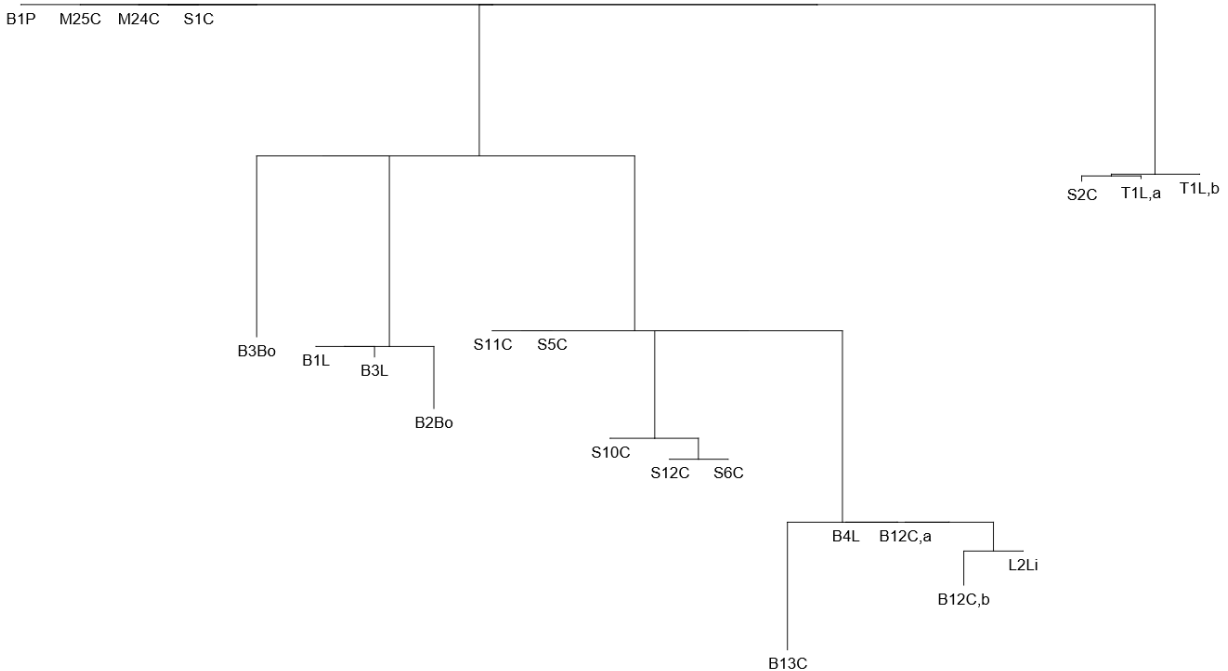 B1P M25C M24C S1C
S2C T1L,a T1L,b
B3Bo B1L B3L S11C S5C
B2Bo
S10C S12C S6C
B4L B12C,a L2Li
B12C,b
B13C